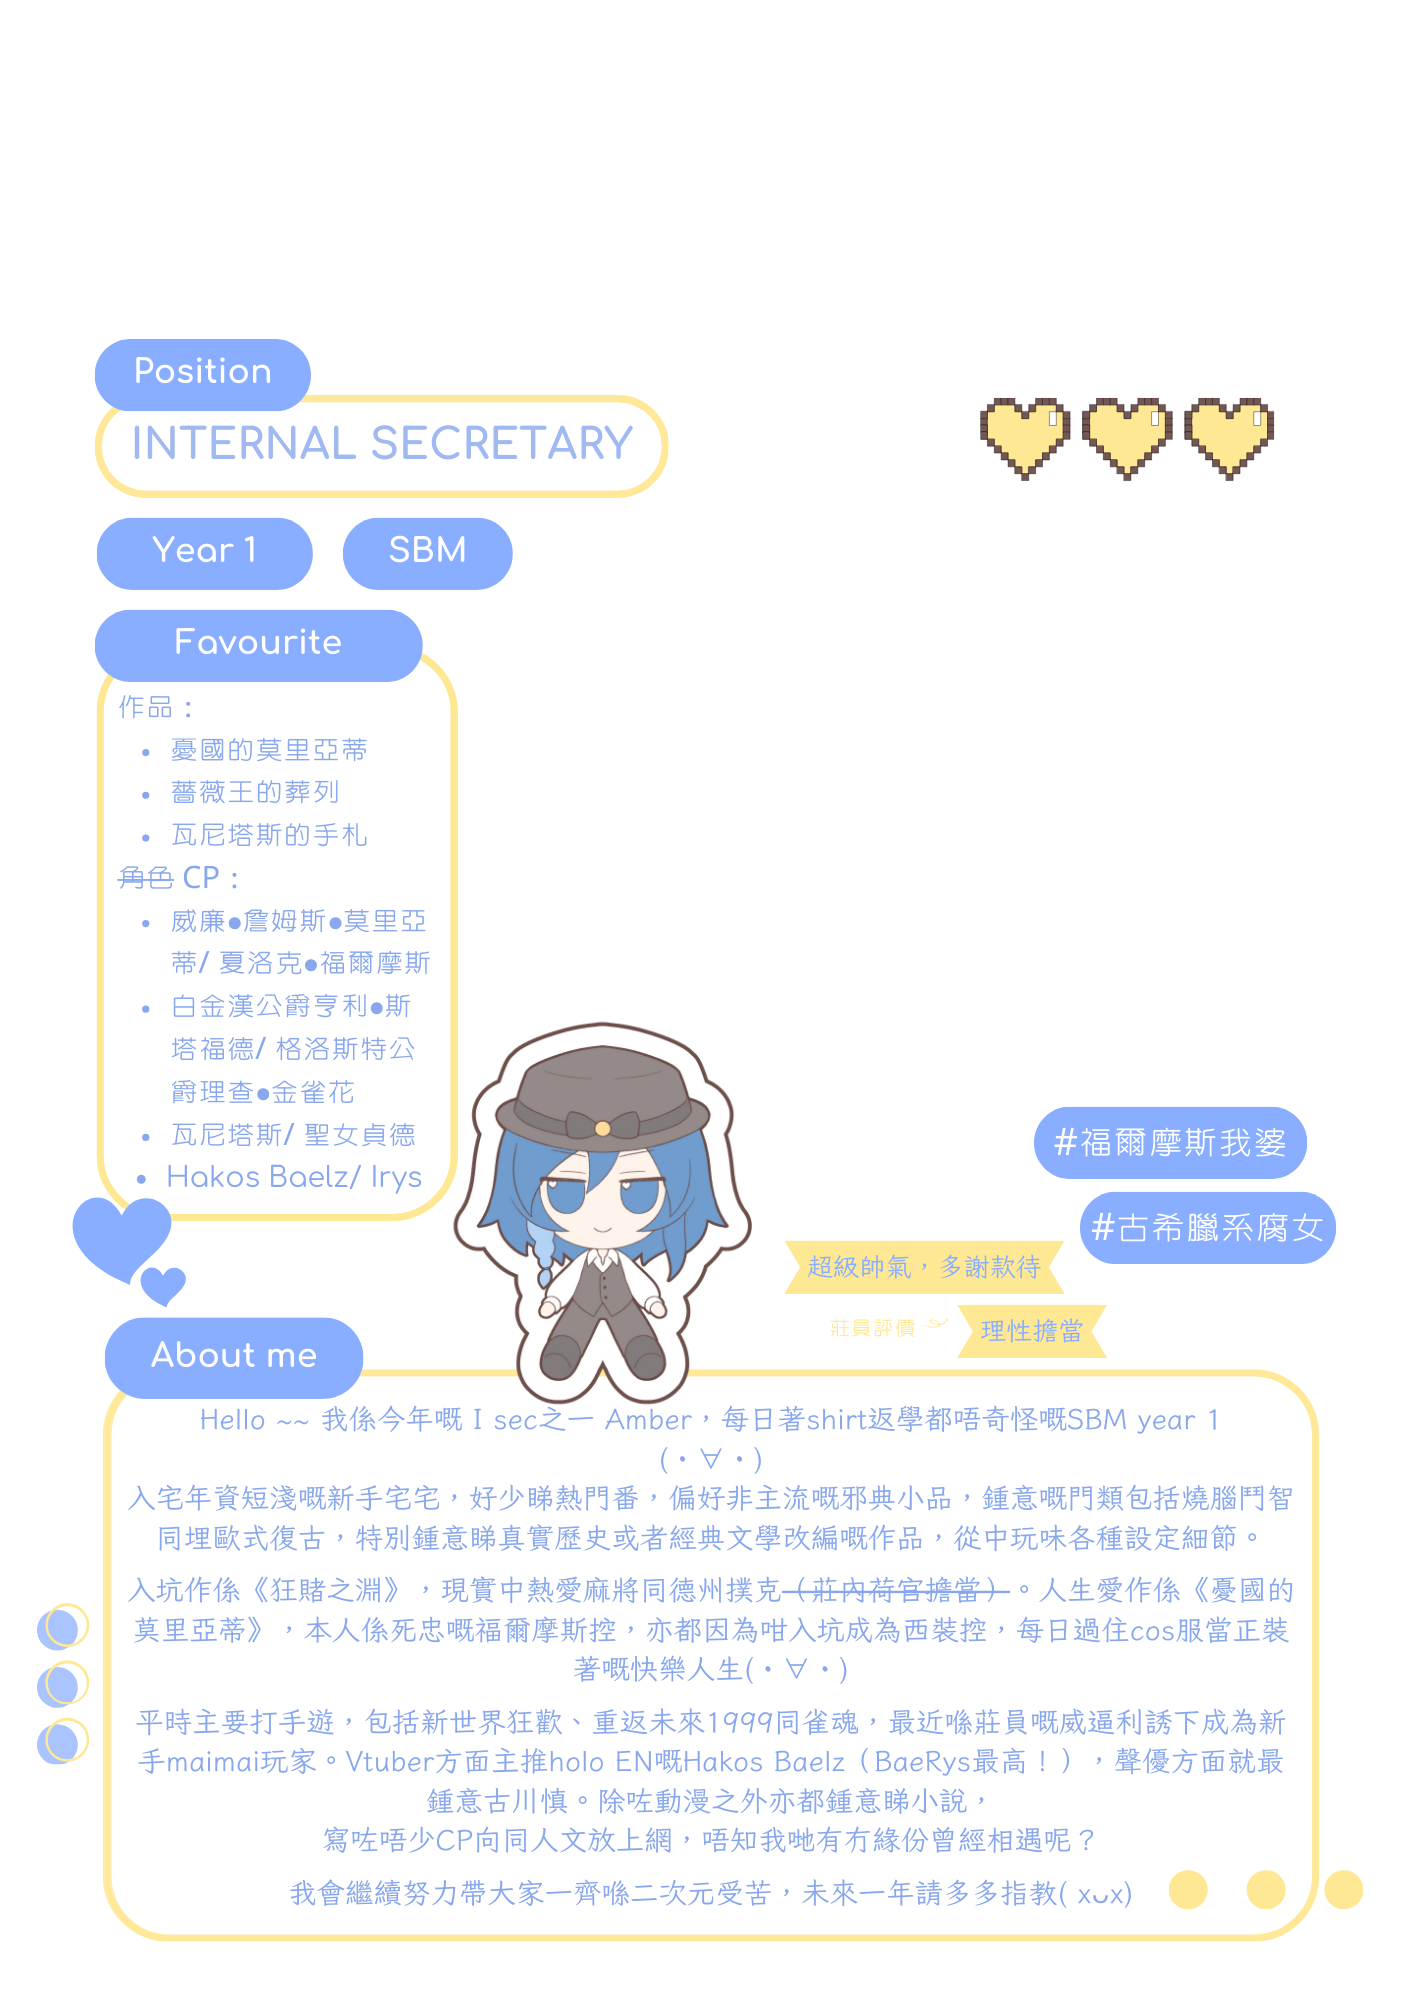 Position
INTERNAL SECRETARY
Year 1
SBM
Favourite
作品：
• 憂國的莫里亞蒂
• 薔薇王的葬列
• 瓦尼塔斯的手札
角色 CP：
• 威廉●詹姆斯●莫里亞
蒂/ 夏洛克●福爾摩斯
• 白金漢公爵亨利●斯
塔福德/ 格洛斯特公
爵理查●金雀花
• 瓦尼塔斯/ 聖女貞德
• Hakos Baelz/ Irys
#福爾摩斯我婆
#古希臘系腐女
超級帥氣，多謝款待
莊員評價
理性擔當
About me
Hello ~~ 我係今年嘅 I sec之一 Amber，每日著shirt返學都唔奇怪嘅SBM year 1
(・∀・)
入宅年資短淺嘅新手宅宅，好少睇熱門番，偏好非主流嘅邪典小品，鍾意嘅門類包括燒腦鬥智
同埋歐式復古，特別鍾意睇真實歷史或者經典文學改編嘅作品，從中玩味各種設定細節。
入坑作係《狂賭之淵》，現實中熱愛麻將同德州撲克（莊內荷官擔當）。人生愛作係《憂國的
莫里亞蒂》，本人係死忠嘅福爾摩斯控，亦都因為咁入坑成為西裝控，每日過住cos服當正裝
著嘅快樂人生(・∀・)
平時主要打手遊，包括新世界狂歡、重返未來1999同雀魂，最近喺莊員嘅威逼利誘下成為新
手maimai玩家。Vtuber方面主推holo EN嘅Hakos Baelz（BaeRys最高！），聲優方面就最
鍾意古川慎。除咗動漫之外亦都鍾意睇小說，
寫咗唔少CP向同人文放上網，唔知我哋有冇緣份曾經相遇呢？
我會繼續努力帶大家一齊喺二次元受苦，未來一年請多多指教( xᴗx)